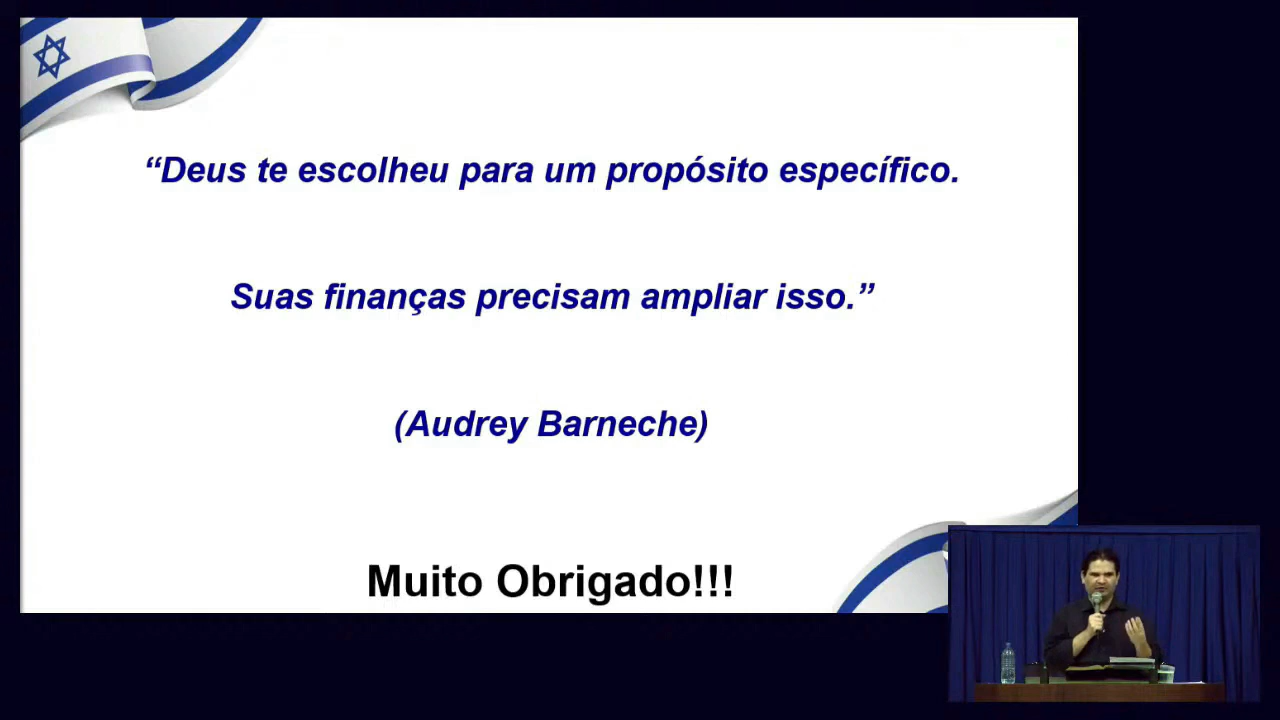 “Deus te escolheu para um propósito específico.
Suas finanças precisam ampliar isso.”
(Audrey Barneche)
Muito Obrigado!!!